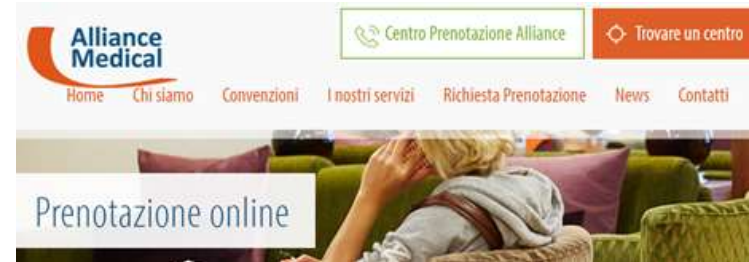 Alliance
Medical
Centro Prenotazione Alliance
Trovare un centro
Home Chi siamo Convenzioni I nostri servizi Richiesta Prenotazione News Contatti
Prenotazione online